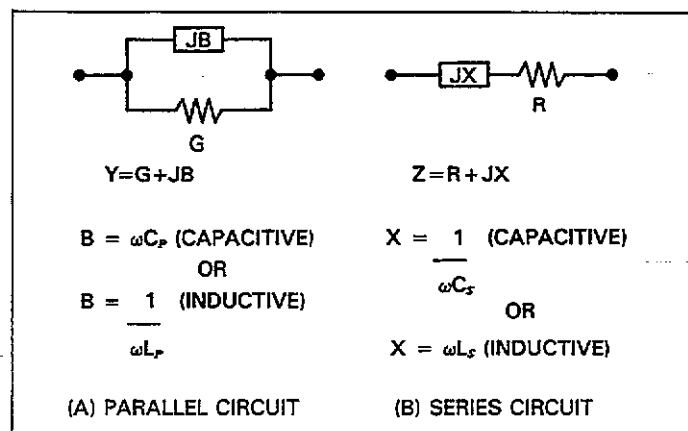 JB
G
Y=G+JB
B = ωCₚ (CAPACITIVE)
OR
B = 1 (INDUCTIVE)
ωLₚ
(A) PARALLEL CIRCUIT
JX
R
Z=R+JX
X = 1 (CAPACITIVE)
ωCₛ
OR
X = ωLₛ (INDUCTIVE)
(B) SERIES CIRCUIT